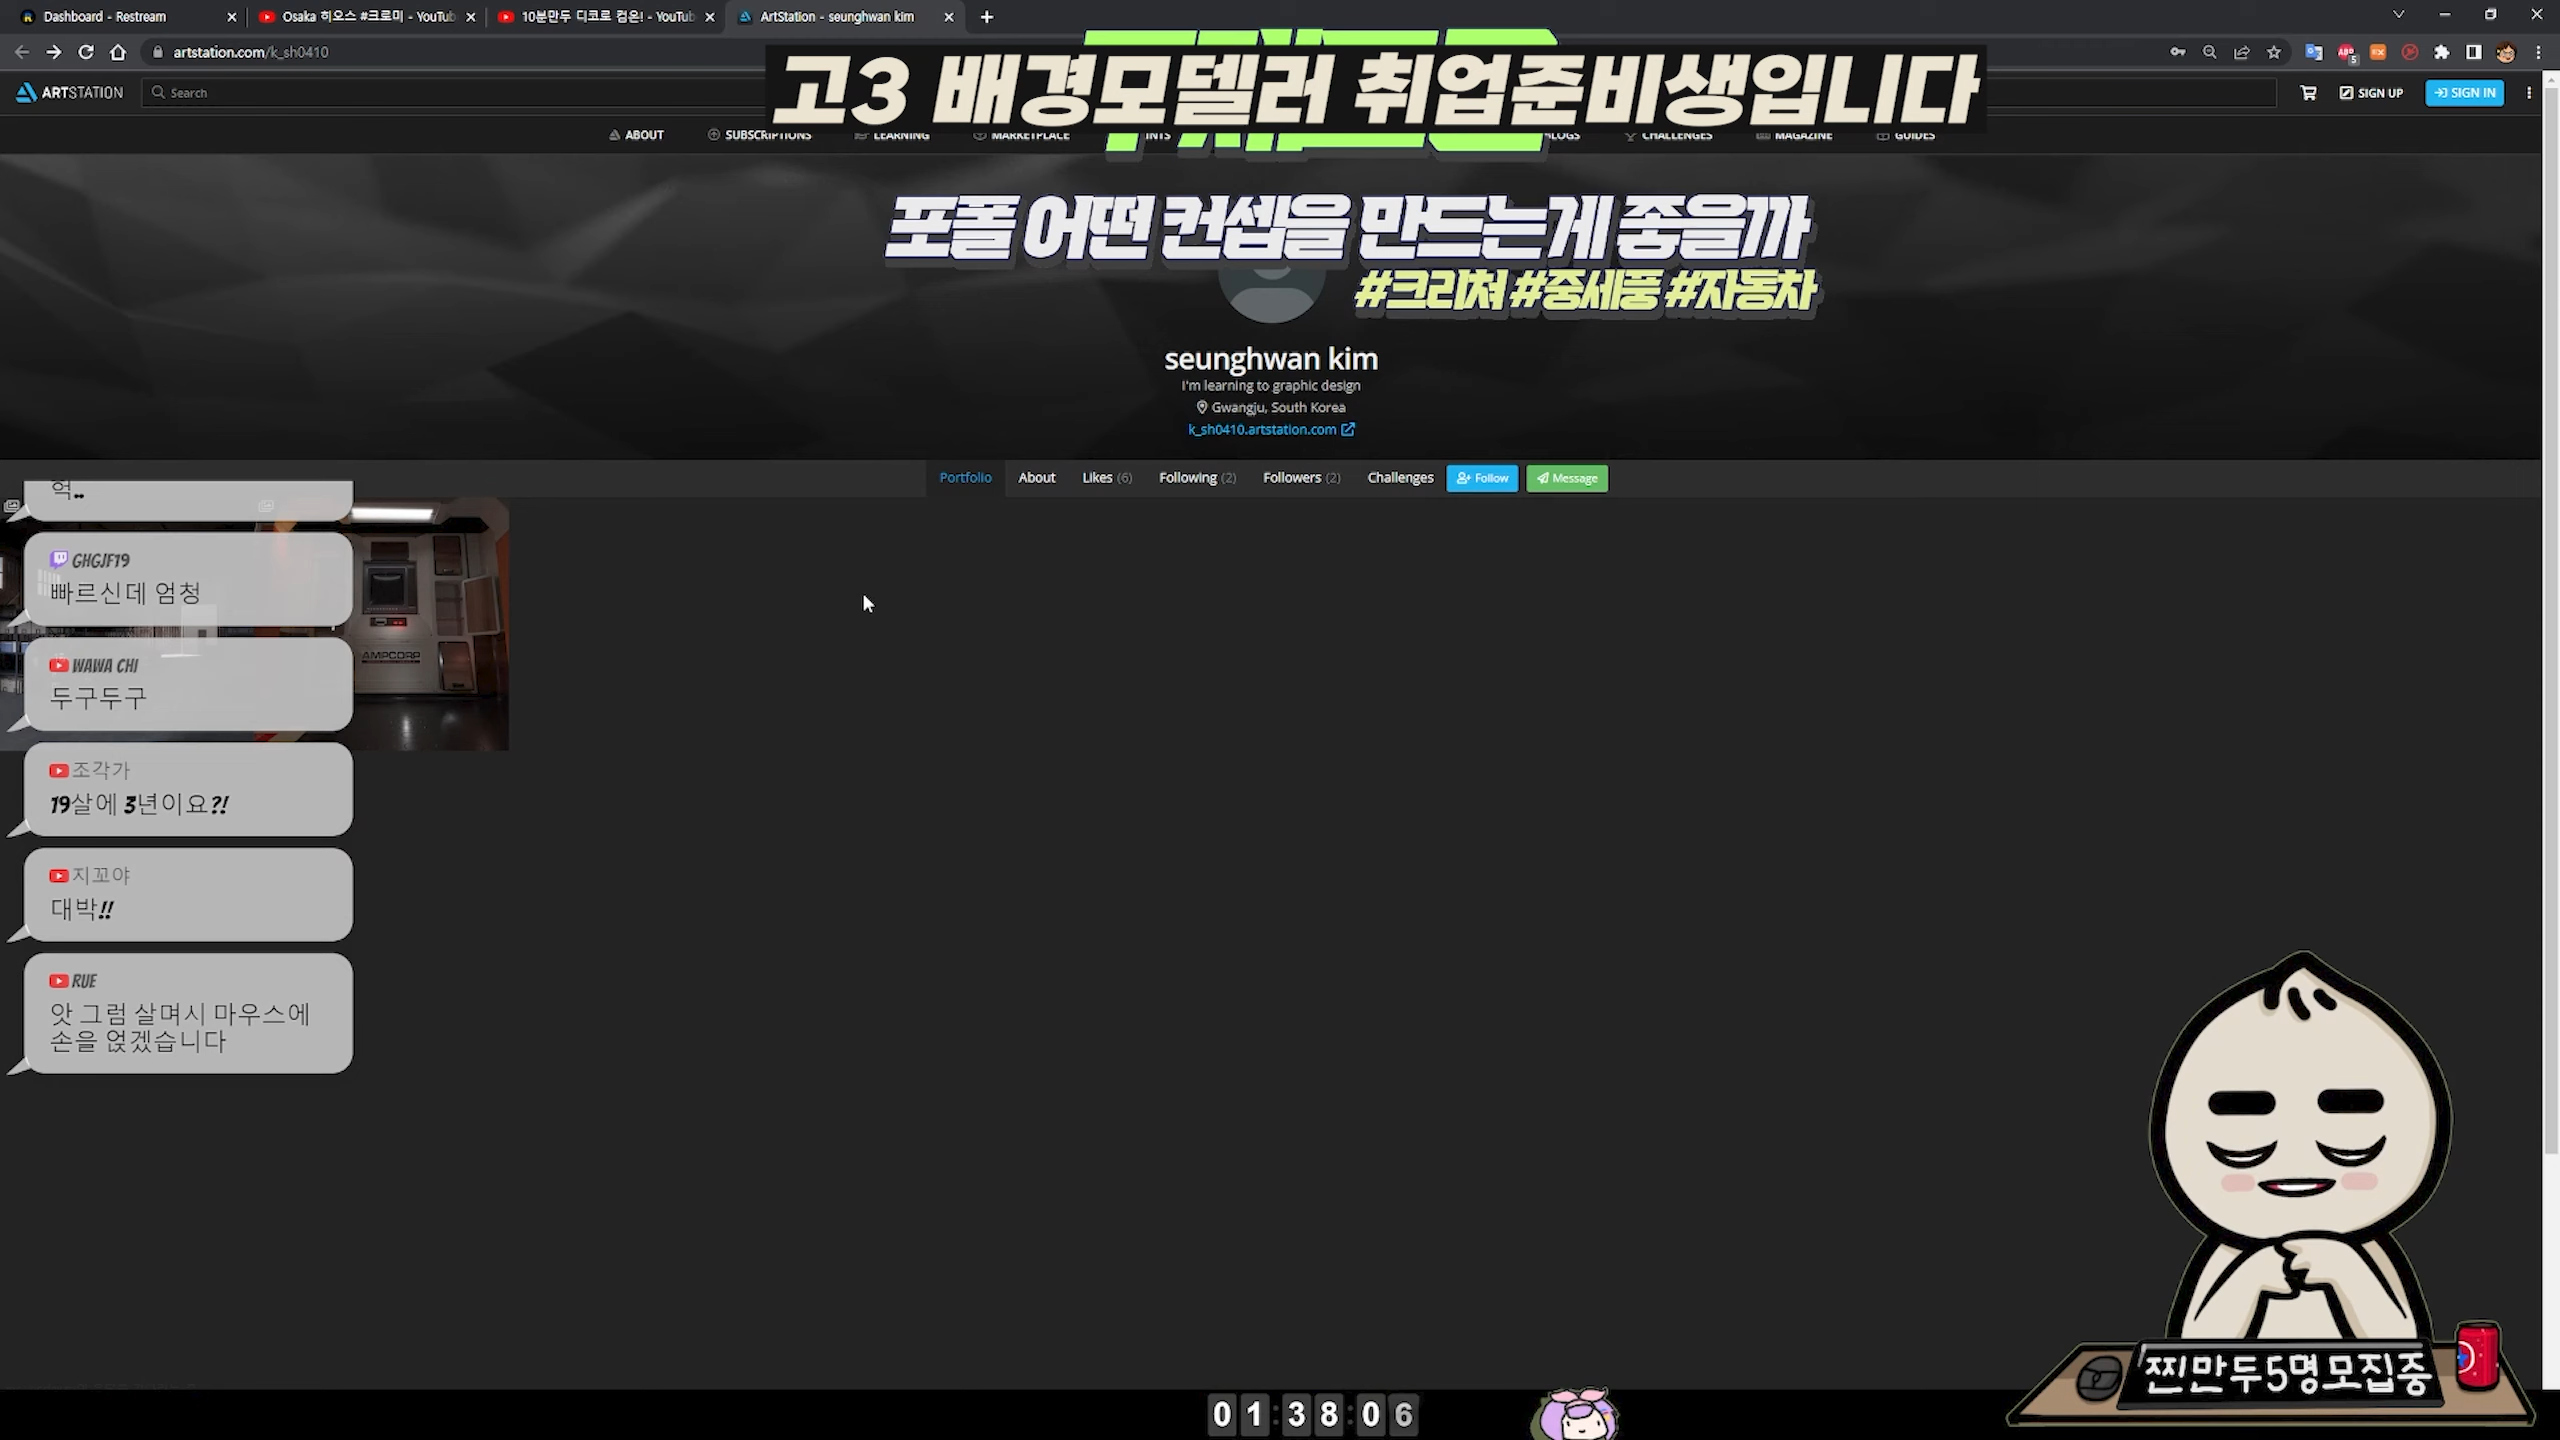 Dashboard - Restream
Osaka 히오스 #크로미 - YouTub
10분만두 디코로 컴온! - YouTub
ArtStation - seunghwan kim
artstation.com/k_sh0410
ARTSTATION
Search
SIGN UP
SIGN IN
고3 배경모델러 취업준비생입니다
ABOUT
SUBSCRIPTIONS
LEARNING
MARKETPLACE
INTS
BLOGS
CHALLENGES
MAGAZINE
GUIDES
포폴 어떤 컨셉을 만드는게 좋을까
#크리쳐 #중세풍 #자동차
seunghwan kim
I'm learning to graphic design
Gwangju, South Korea
k_sh0410.artstation.com
Portfolio
About
Likes (6)
Following (2)
Followers (2)
Challenges
Follow
Message
헉..
GHGJF19
빠르신데 엄청
WAWA CHI
두구두구
조각가
19살에 3년이요?!
지꼬야
대박!!
RUE
앗 그럼 살며시 마우스에
손을 얹겠습니다
AMPCORP
찐만두5명모집중
01:38:06